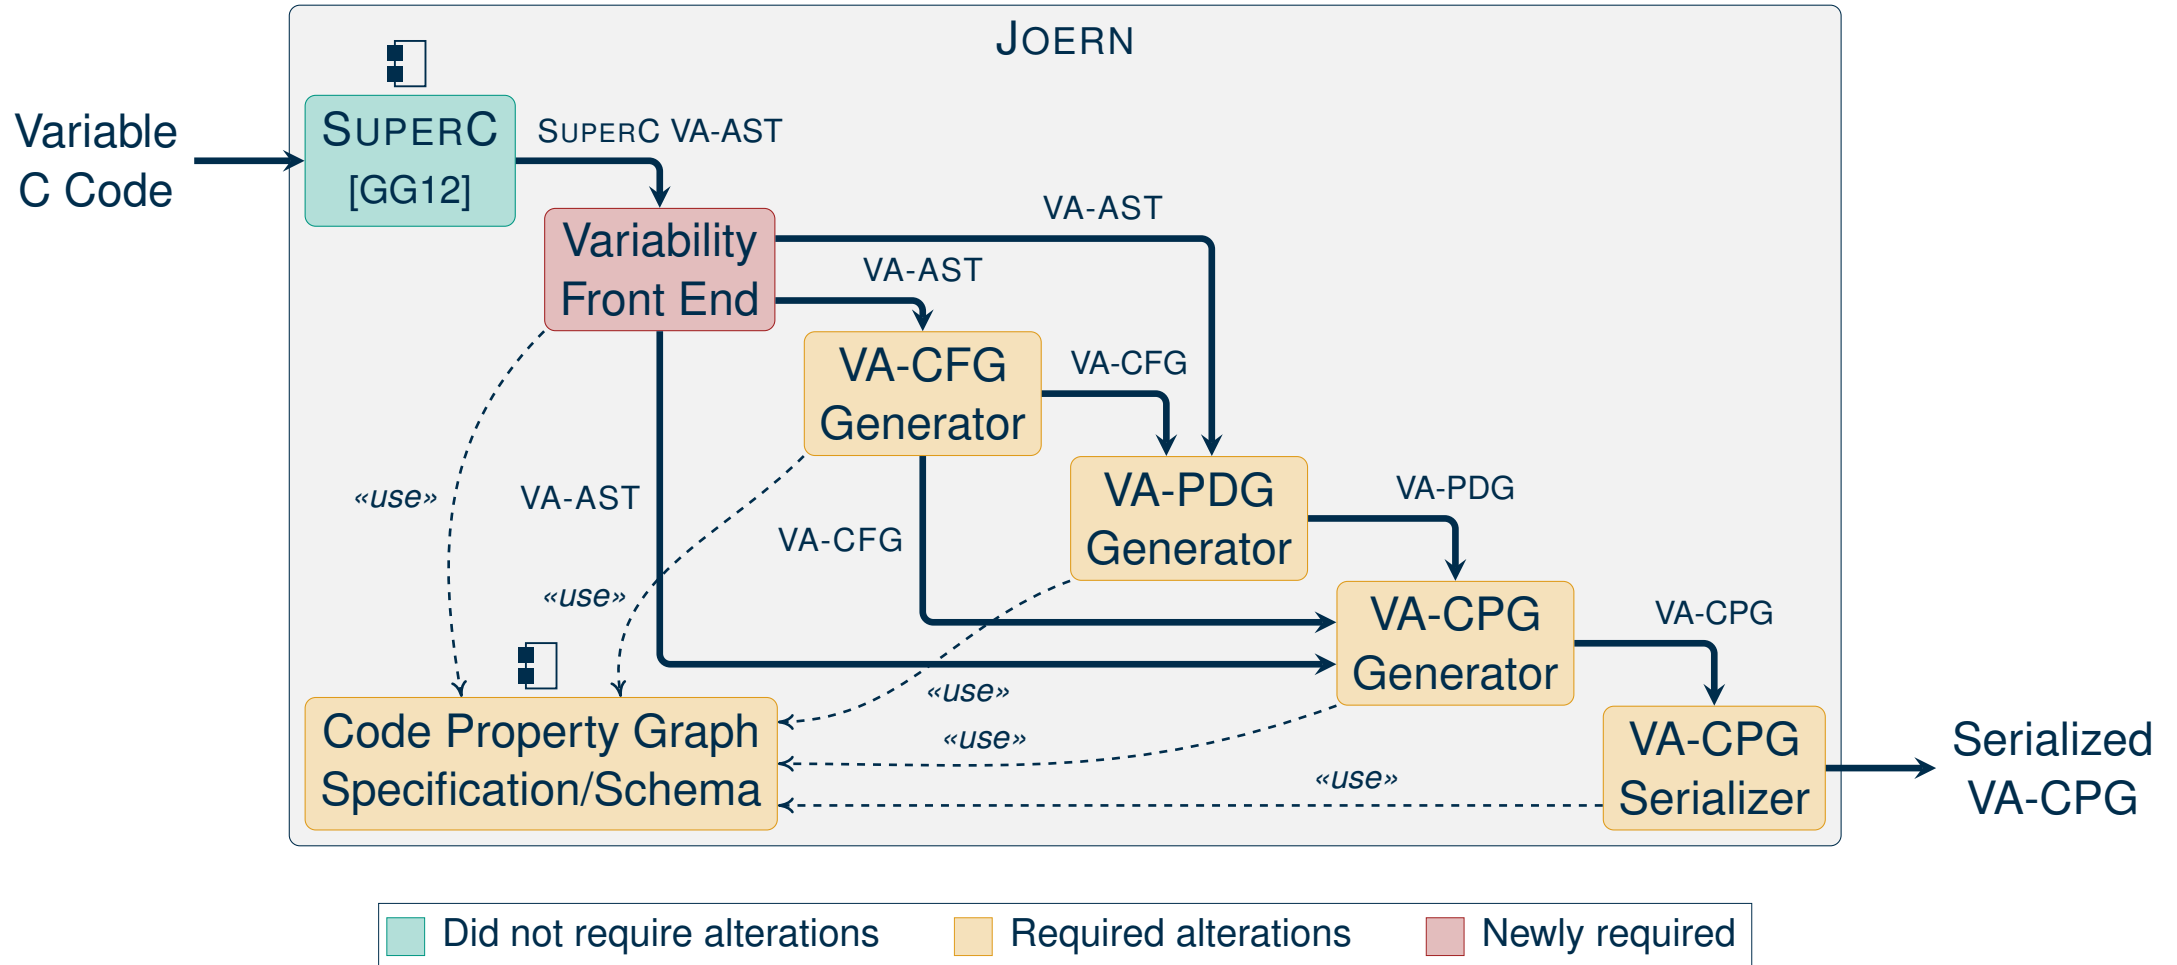 JOERN
Variable
C Code
SUPERC
[GG12]
SUPERC VA-AST
Variability
Front End
VA-AST
VA-AST
VA-CFG
Generator
VA-CFG
VA-PDG
Generator
VA-PDG
«use»
VA-AST
VA-CFG
«use»
VA-CPG
Generator
VA-CPG
«use»
«use»
«use»
Code Property Graph
Specification/Schema
VA-CPG
Serializer
Serialized
VA-CPG
Did not require alterations
Required alterations
Newly required